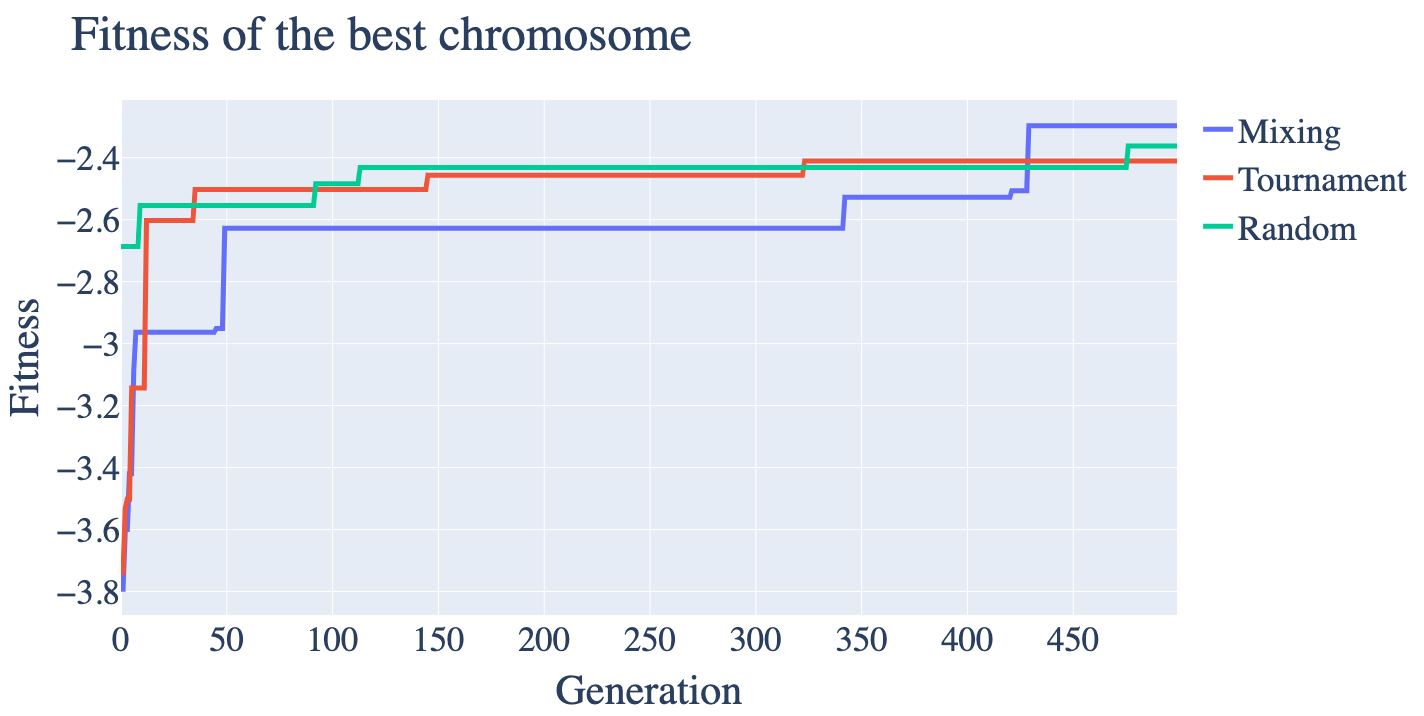 Fitness of the best chromosome
Mixing
Tournament
Random
Fitness
−2.4
−2.6
−2.8
−3
−3.2
−3.4
−3.6
−3.8
0 50 100 150 200 250 300 350 400 450
Generation